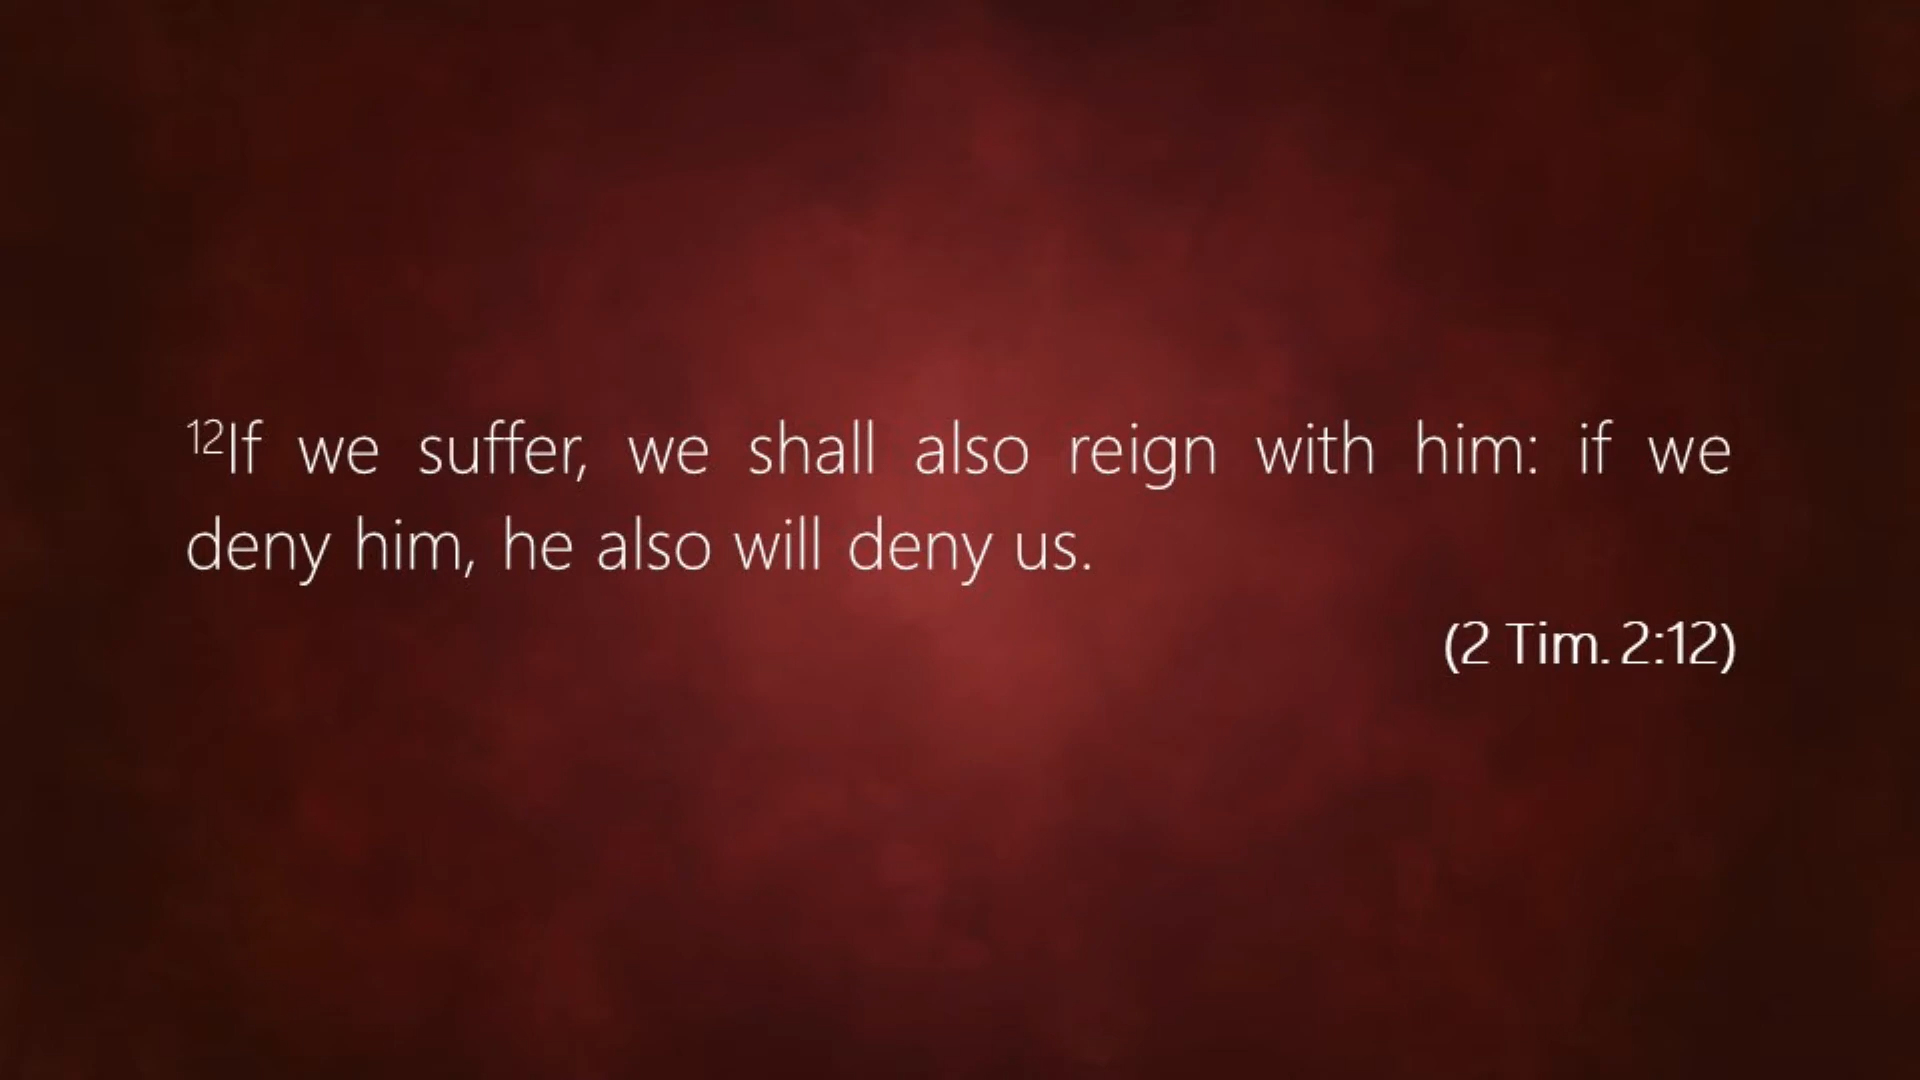 ¹²If we suffer, we shall also reign with him: if we
deny him, he also will deny us.
(2 Tim. 2:12)